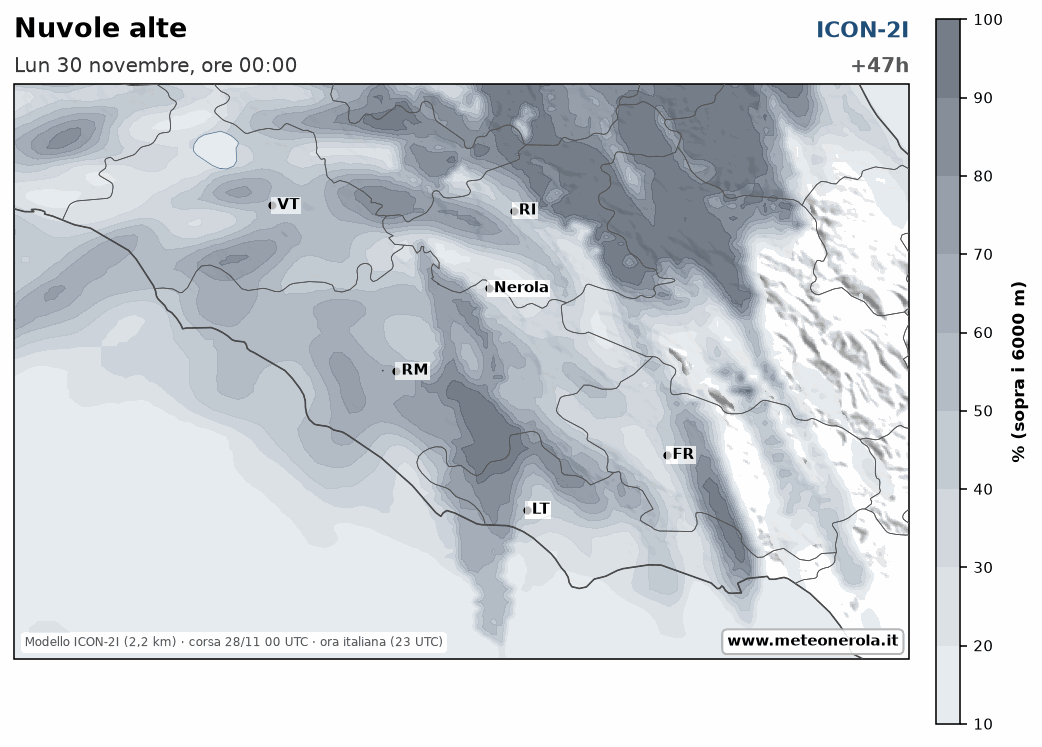 Nuvole alte
ICON-2I
Lun 30 novembre, ore 00:00
+47h
VT
RI
Nerola
RM
FR
LT
Modello ICON-2I (2,2 km) · corsa 28/11 00 UTC · ora italiana (23 UTC)
www.meteonerola.it
100
90
80
70
60
50
40
30
20
10
% (sopra i 6000 m)